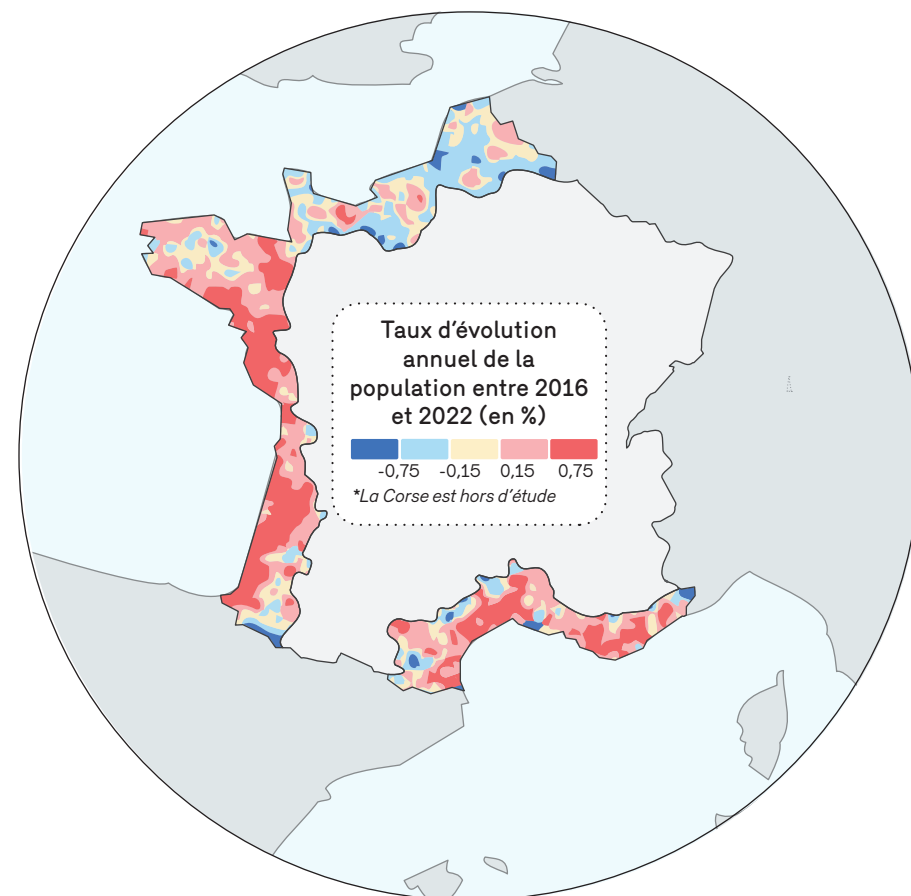 Taux d'évolution
annuel de la
population entre 2016
et 2022 (en %)
-0,75 -0,15 0,15 0,75
*La Corse est hors d'étude